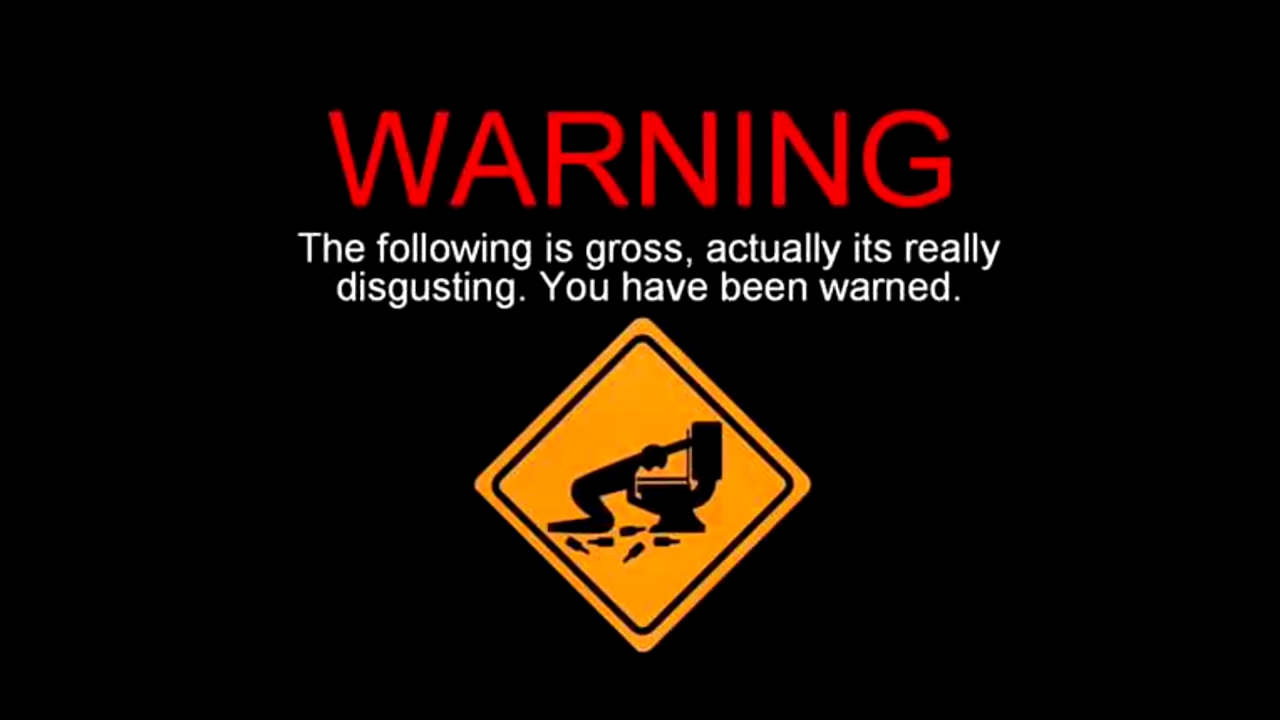 WARNING
The following is gross, actually its really
disgusting. You have been warned.